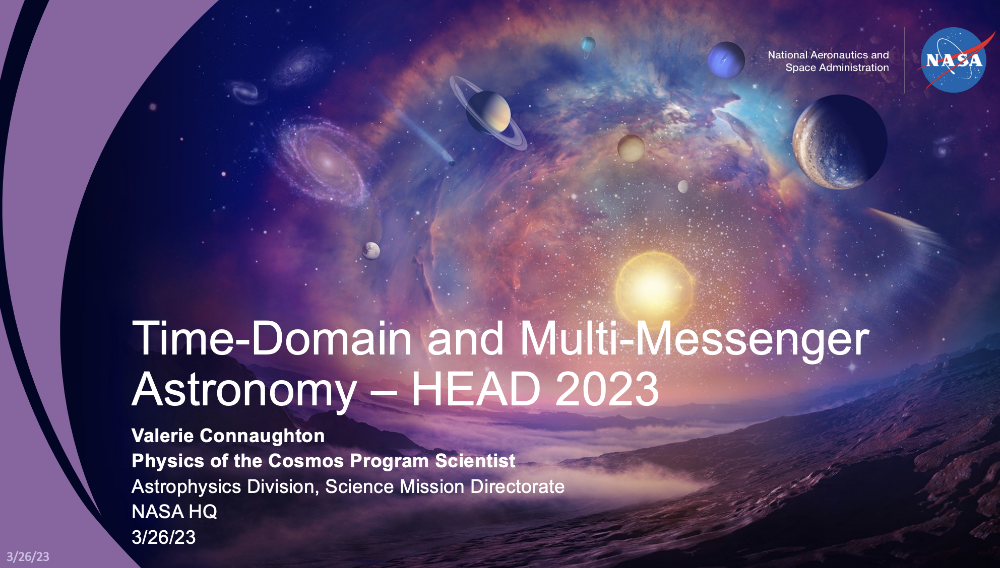 National Aeronautics and
Space Administration
NASA
Time-Domain and Multi-Messenger
Astronomy – HEAD 2023
Valerie Connaughton
Physics of the Cosmos Program Scientist
Astrophysics Division, Science Mission Directorate
NASA HQ
3/26/23
3/26/23